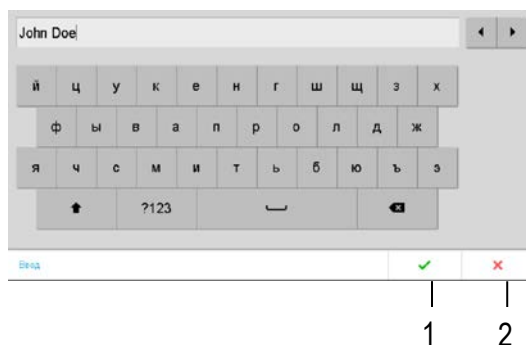 John Doe
й ц у к е н г ш щ з х
ф ы в а п р о л д ж
я ч с м и т ь б ю ъ э
?123
Ввод
1 2